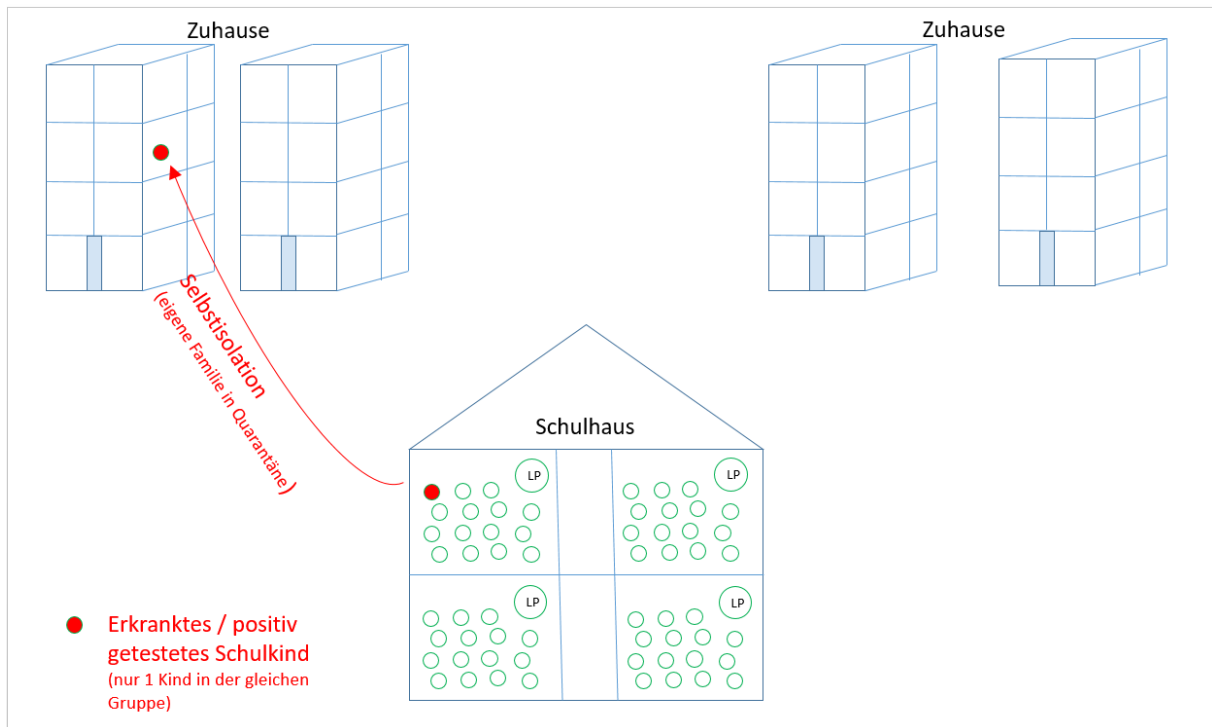 Zuhause
Zuhause
Selbstisolation
(eigene Familie in Quarantäne)
Schulhaus
LP
LP
LP
LP
Erkranktes / positiv
getestetes Schulkind
(nur 1 Kind in der gleichen
Gruppe)